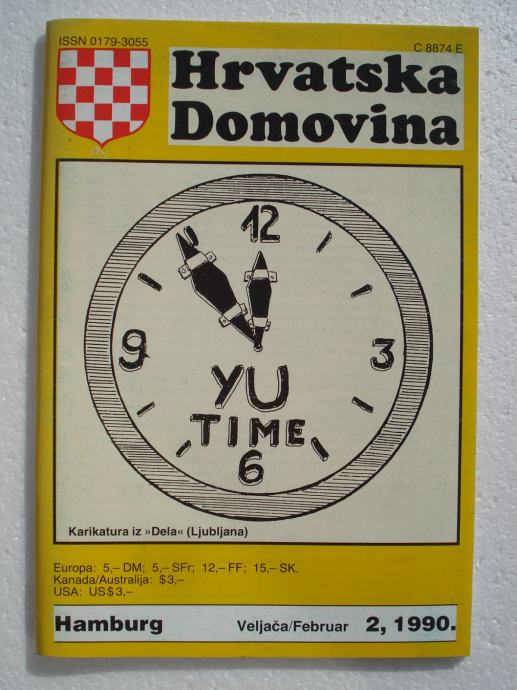 ISSN 0179-3055
C 8874 E
Hrvatska
Domovina
12
9
3
YU
TIME
6
Karikatura iz »Dela« (Ljubljana)
Europa: 5,– DM; 5,– SFr; 12,– FF; 15,– SK.
Kanada/Australija: $3,–
USA: US$3,–
Hamburg Veljača/Februar 2, 1990.